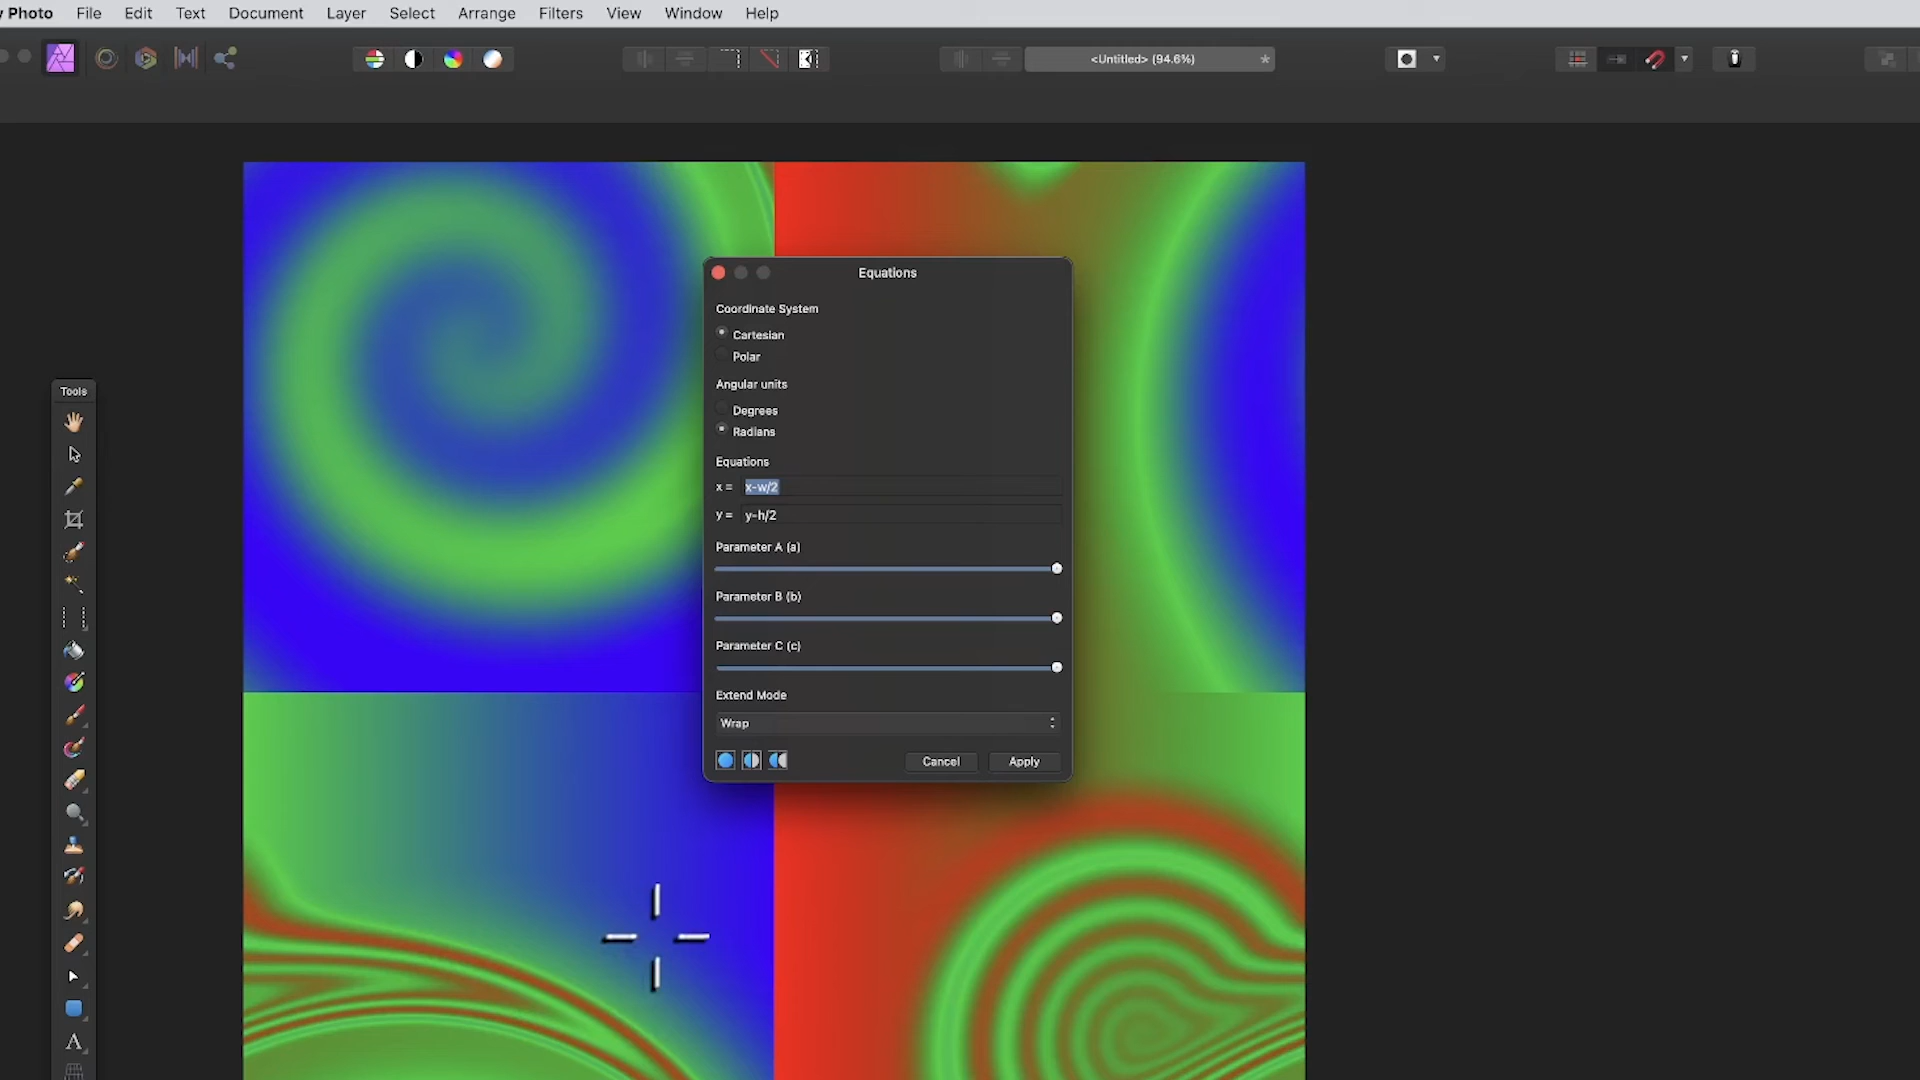 Photo File Edit Text Document Layer Select Arrange Filters View Window Help
<Untitled> (94.6%)
Tools
Equations
Coordinate System
Cartesian
Polar
Angular units
Degrees
Radians
Equations
x = x-w/2
y = y-h/2
Parameter A (a)
Parameter B (b)
Parameter C (c)
Extend Mode
Wrap
Cancel Apply